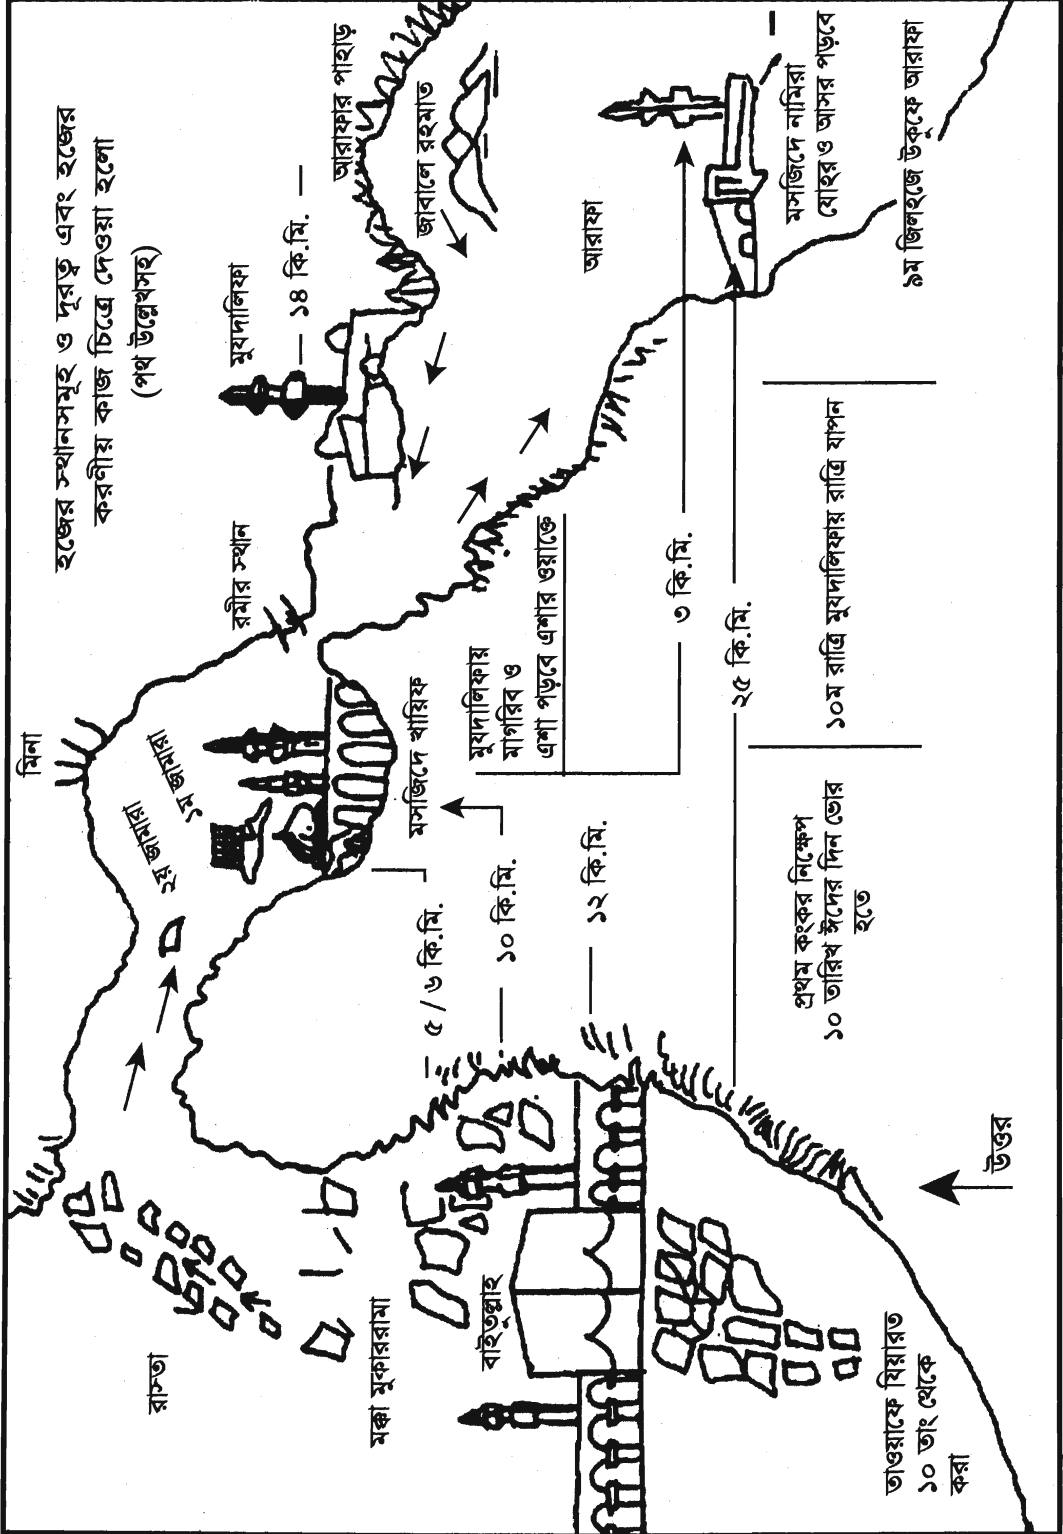 হজের স্থানসমূহ ও দূরত্ব এবং হজের
করণীয় কাজ চিত্রে দেওয়া হলো
(পথ উল্লেখসহ)
মিনা
রমীর স্থান
মুযদালিফা
১৪ কি.মি.
আরাফার পাহাড়
জাবালে রহমাত
২য় জামারা
১ম জামারা
রাস্তা
মক্কা মুকাররামা
বাইতুল্লাহ
মসজিদে খায়িফ
৫ / ৬ কি.মি.
১০ কি.মি.
১২ কি.মি.
মুযদালিফায়
মাগরিব ও
এশা পড়বে এশার ওয়াক্তে
আরাফা
৩ কি.মি.
২৫ কি.মি.
মসজিদে নামিরা
যোহর ও আসর পড়বে
৯ম জিলহজে উকূফে আরাফা
১০ম রাত্রি মুযদালিফায় রাত্রি যাপন
প্রথম কংকর নিক্ষেপ
১০ তারিখ ঈদের দিন ভোর
হতে
উত্তর
তাওয়াফে যিয়ারত
১০ তাং থেকে
করা